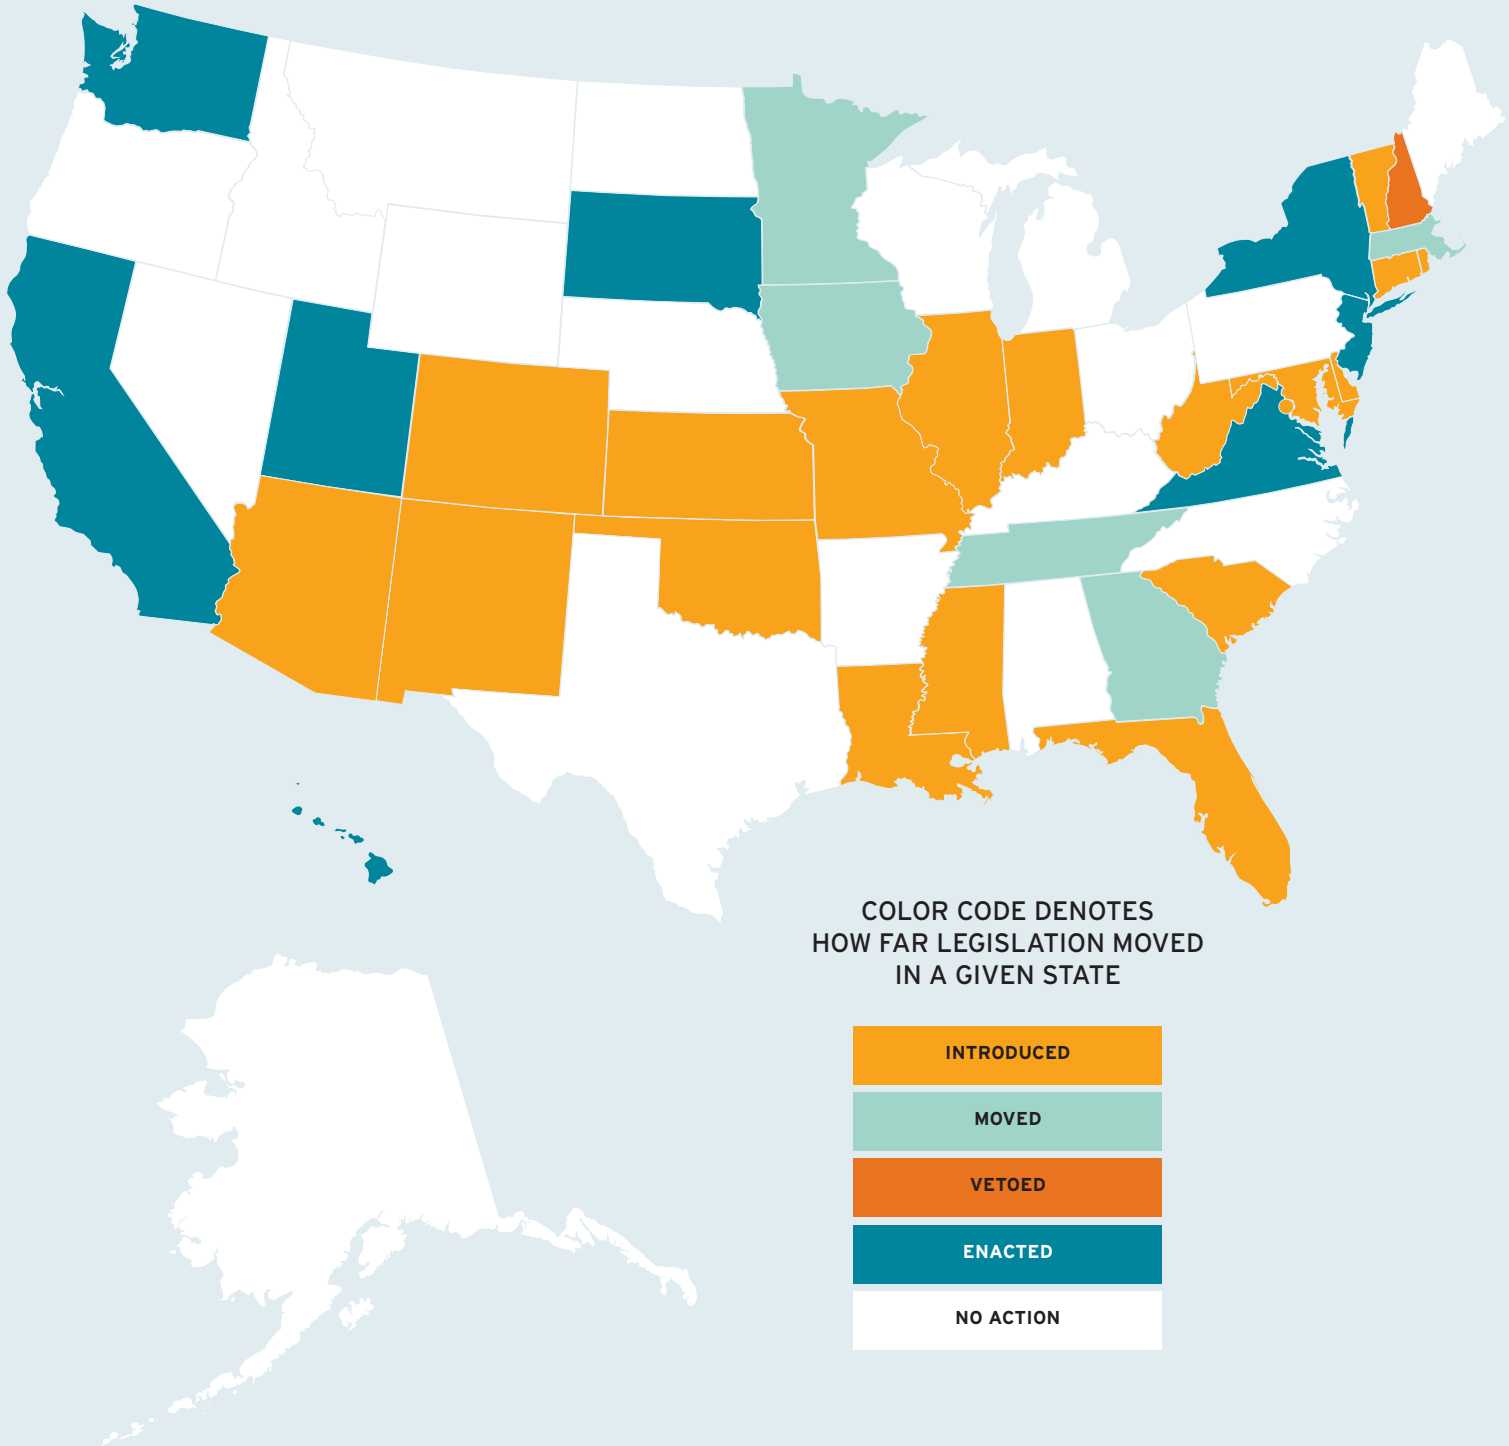 COLOR CODE DENOTES
HOW FAR LEGISLATION MOVED
IN A GIVEN STATE
INTRODUCED
MOVED
VETOED
ENACTED
NO ACTION